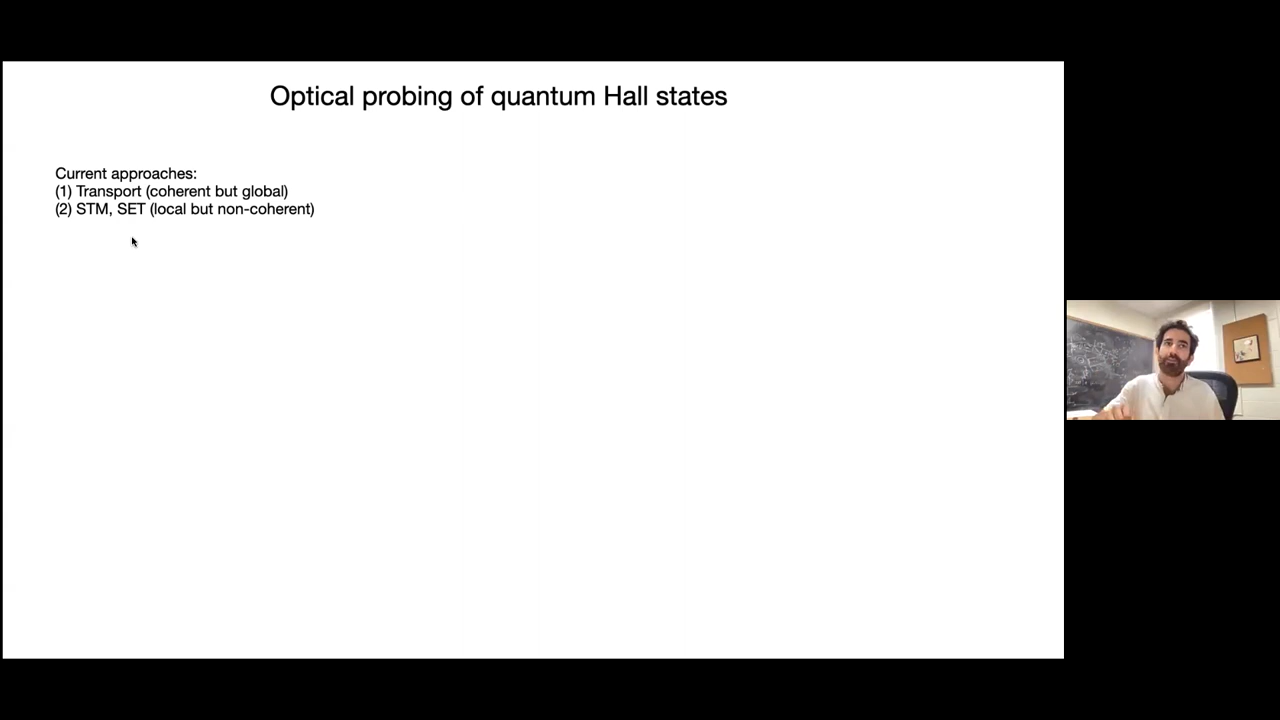 Optical probing of quantum Hall states
Current approaches:
(1) Transport (coherent but global)
(2) STM, SET (local but non-coherent)